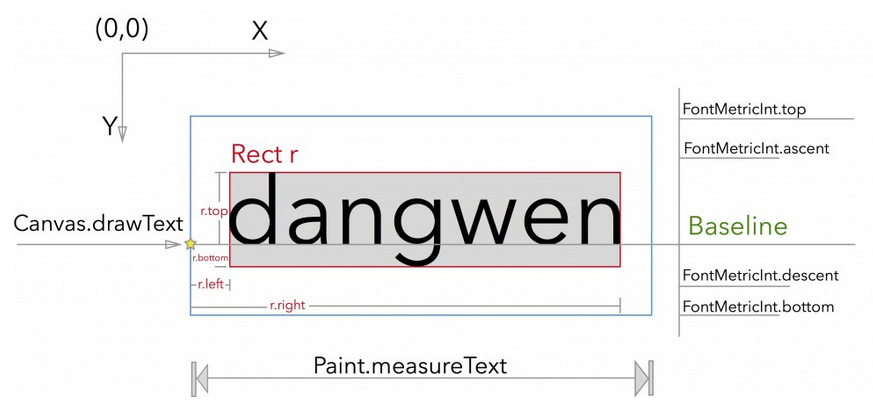 (0,0)
X
Y
FontMetricInt.top
FontMetricInt.ascent
Rect r
r.top
dangwen
Canvas.drawText
Baseline
r.bottom
r.left
FontMetricInt.descent
r.right
FontMetricInt.bottom
Paint.measureText